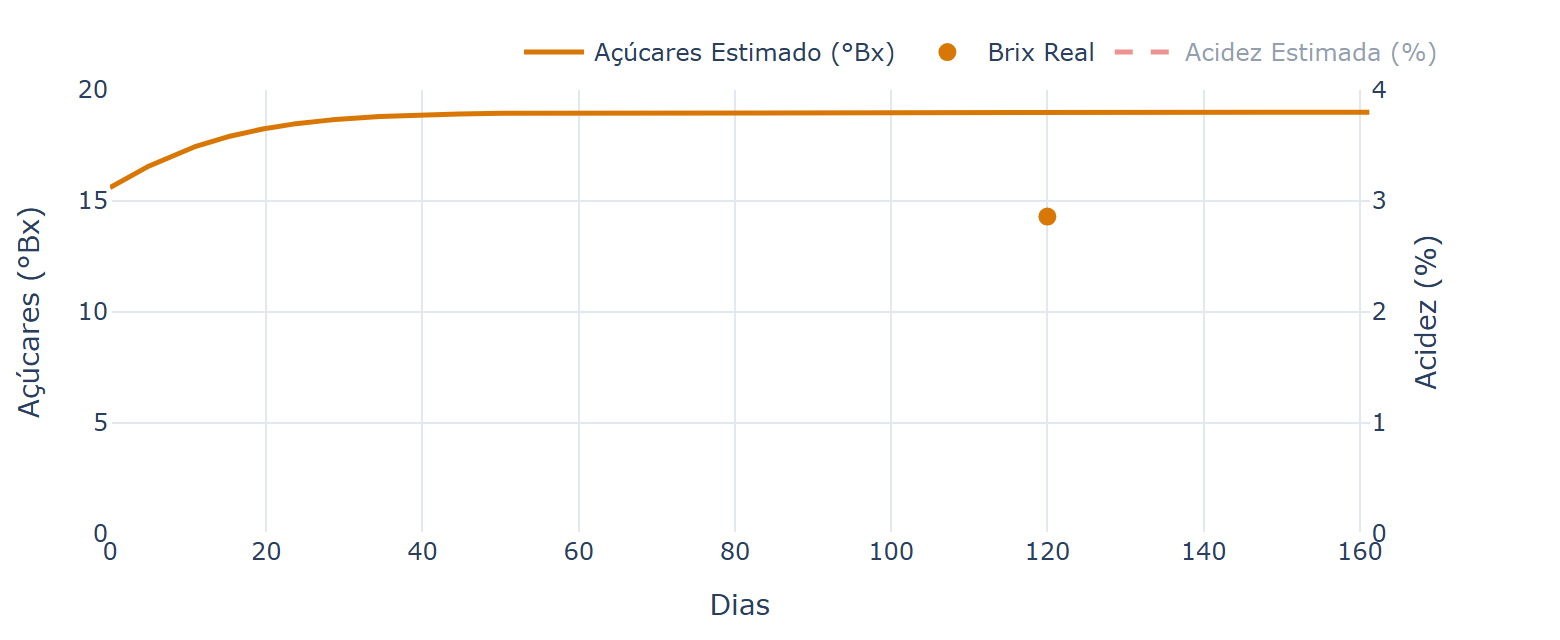 Açúcares Estimado (°Bx) Brix Real Acidez Estimada (%)
20 4
15 3
10 2
5 1
0 0
0 20 40 60 80 100 120 140 160
Dias
Açúcares (°Bx)
Acidez (%)